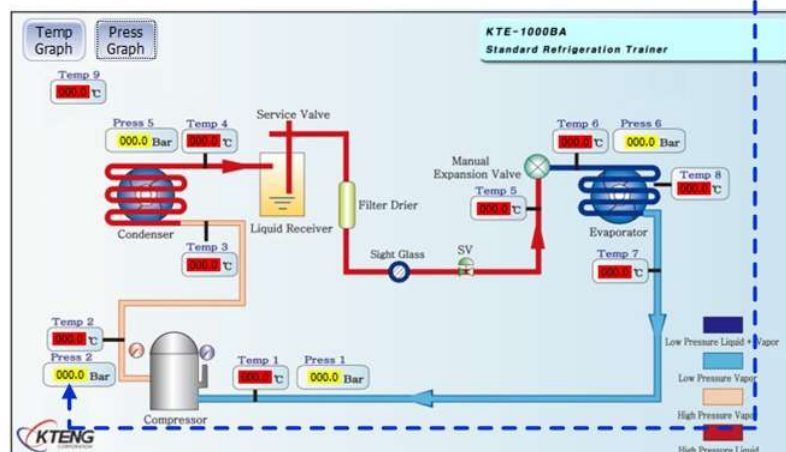 Temp
Graph
Press
Graph
KTE-1000BA
Standard Refrigeration Trainer
Temp 9
000.0 ℃
Press 5
000.0 Bar
Temp 4
000.0 ℃
Service Valve
Temp 6
000.0 ℃
Press 6
000.0 Bar
Manual
Expansion Valve
Temp 8
000.0 ℃
Temp 5
000.0 ℃
Filter Drier
Condenser
Liquid Receiver
Evaporator
Temp 3
000.0 ℃
Sight Glass
SV
Temp 7
000.0 ℃
Temp 2
000.0 ℃
Press 2
000.0 Bar
Temp 1
000.0 ℃
Press 1
000.0 Bar
Compressor
Low Pressure Liquid + Vapor
Low Pressure Vapor
High Pressure Vapor
High Pressure Liquid
KTENG
CORPORATION